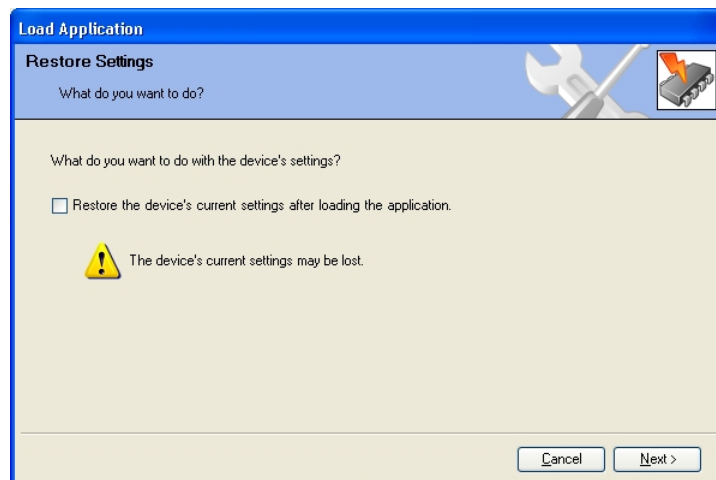 Load Application
Restore Settings
What do you want to do?
What do you want to do with the device's settings?
Restore the device's current settings after loading the application.
The device's current settings may be lost.
Cancel
Next >